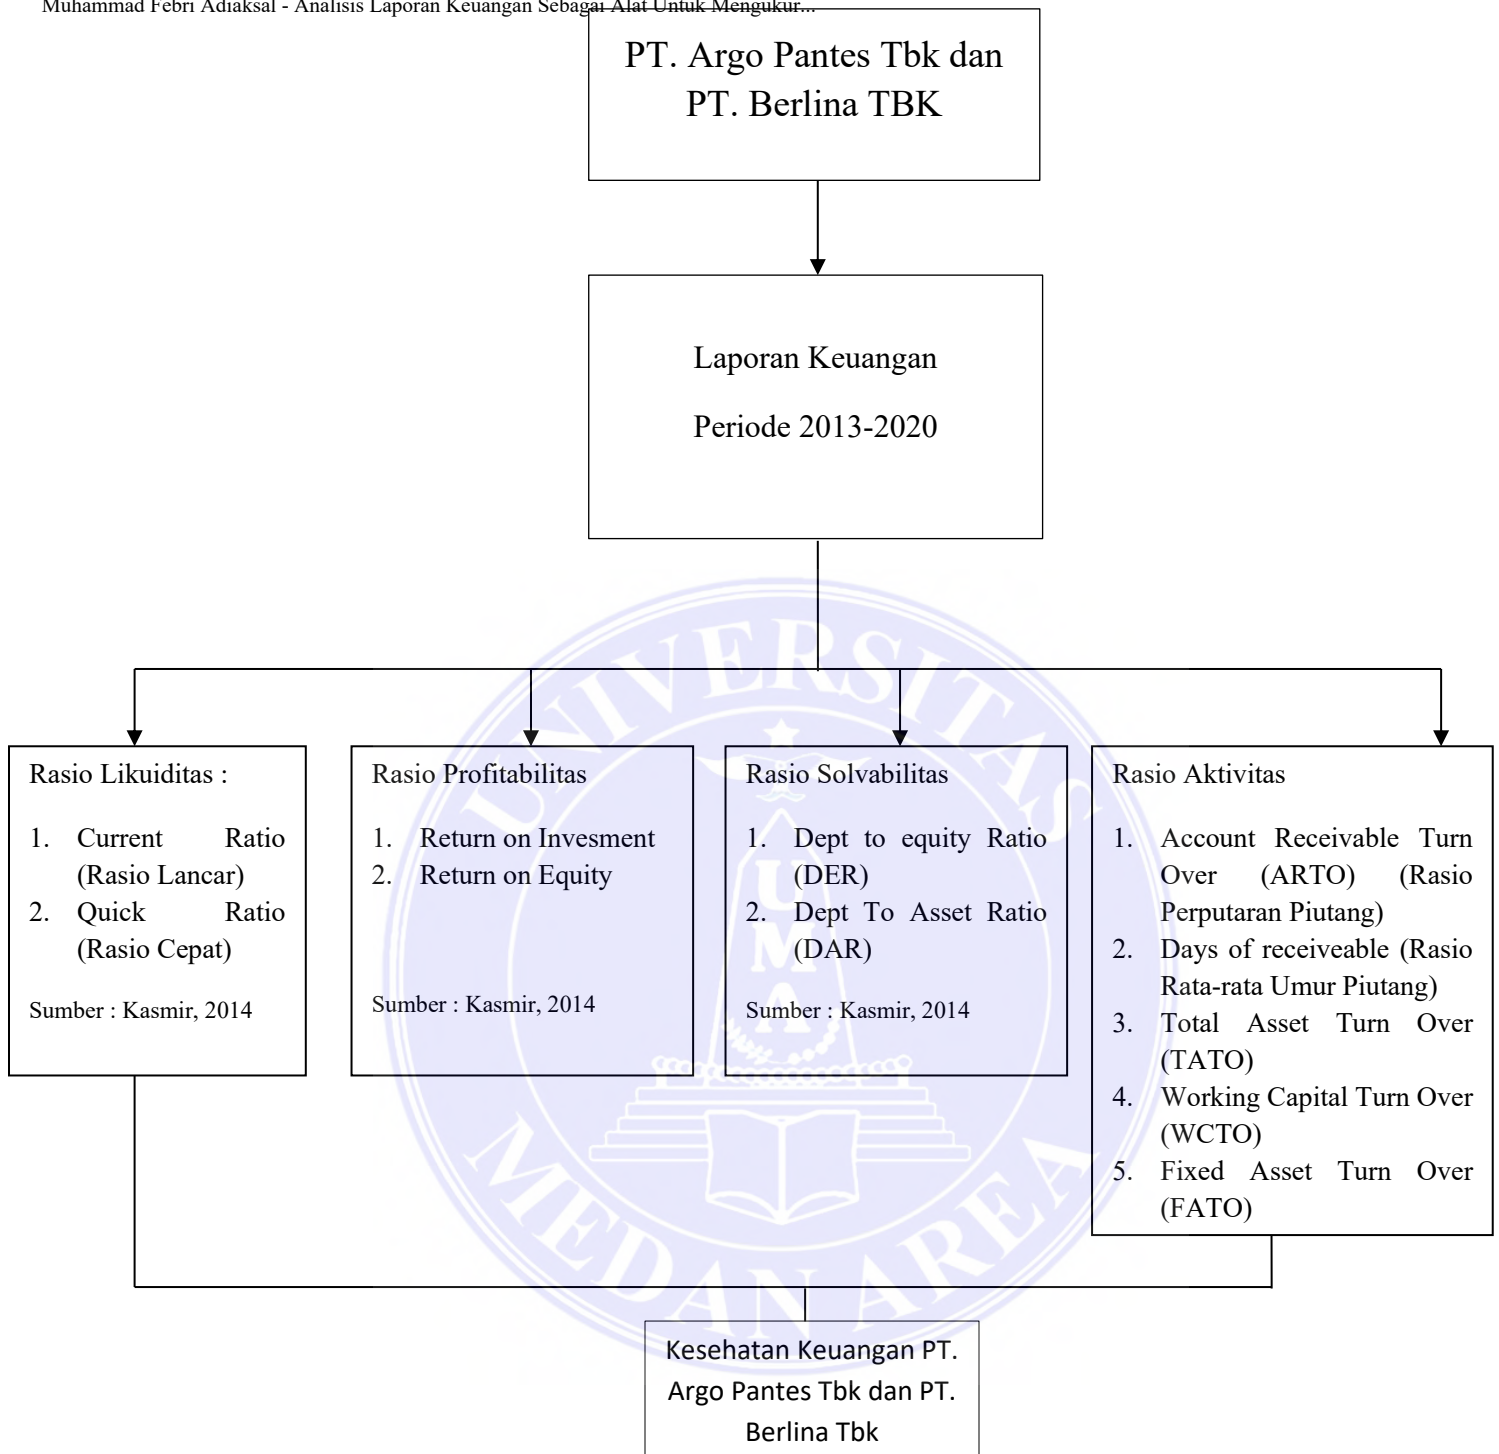 Muhammad Febri Adiaksal - Analisis Laporan Keuangan Sebagai Alat Untuk Mengukur...
PT. Argo Pantes Tbk dan
PT. Berlina TBK
Laporan Keuangan
Periode 2013-2020
Rasio Likuiditas :
1. Current Ratio
(Rasio Lancar)
2. Quick Ratio
(Rasio Cepat)
Sumber : Kasmir, 2014
Rasio Profitabilitas
1. Return on Invesment
2. Return on Equity
Sumber : Kasmir, 2014
Rasio Solvabilitas
1. Dept to equity Ratio
(DER)
2. Dept To Asset Ratio
(DAR)
Sumber : Kasmir, 2014
Rasio Aktivitas
1. Account Receivable Turn
Over (ARTO) (Rasio
Perputaran Piutang)
2. Days of receiveable (Rasio
Rata-rata Umur Piutang)
3. Total Asset Turn Over
(TATO)
4. Working Capital Turn Over
(WCTO)
5. Fixed Asset Turn Over
(FATO)
Kesehatan Keuangan PT.
Argo Pantes Tbk dan PT.
Berlina Tbk
UNIVERSITAS
UMA
MEDAN AREA